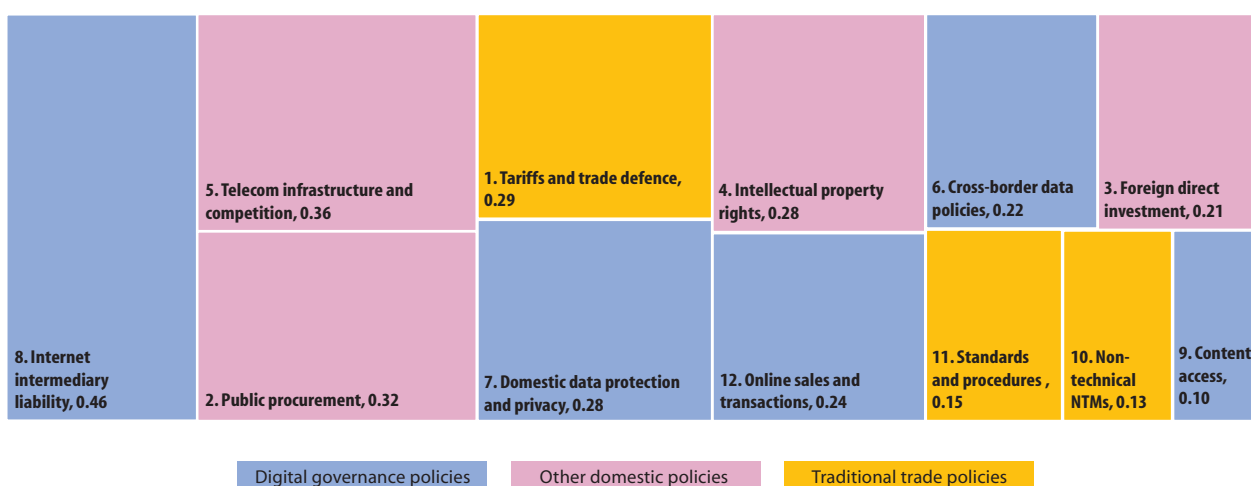 8. Internet
intermediary
liability, 0.46
5. Telecom infrastructure and
competition, 0.36
2. Public procurement, 0.32
1. Tariffs and trade defence,
0.29
7. Domestic data protection
and privacy, 0.28
4. Intellectual property
rights, 0.28
12. Online sales and
transactions, 0.24
6. Cross-border data
policies, 0.22
3. Foreign direct
investment, 0.21
11. Standards
and procedures ,
0.15
10. Non-
technical
NTMs, 0.13
9. Content
access,
0.10
Digital governance policies
Other domestic policies
Traditional trade policies